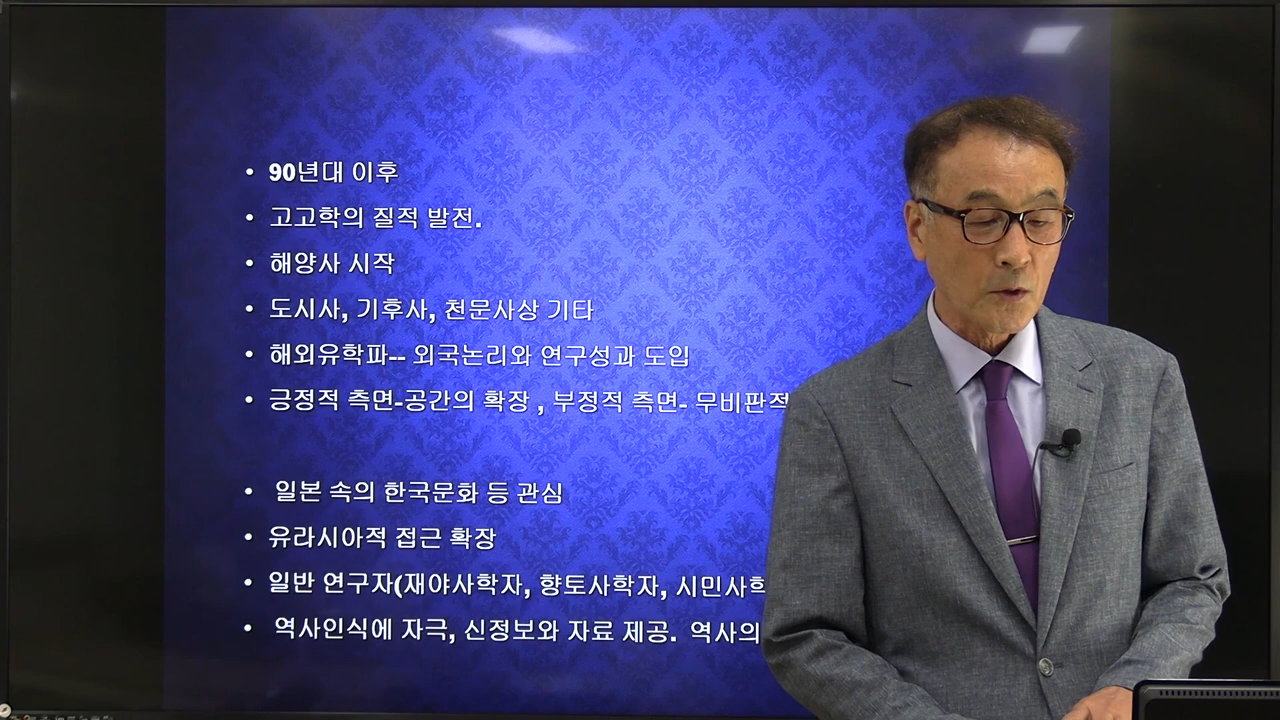 • 90년대 이후
• 고고학의 질적 발전.
• 해양사 시작
• 도시사, 기후사, 천문사상 기타
• 해외유학파-- 외국논리와 연구성과 도입
• 긍정적 측면-공간의 확장 , 부정적 측면- 무비판적
• 일본 속의 한국문화 등 관심
• 유라시아적 접근 확장
• 일반 연구자(재야사학자, 향토사학자, 시민사학
• 역사인식에 자극, 신정보와 자료 제공. 역사의